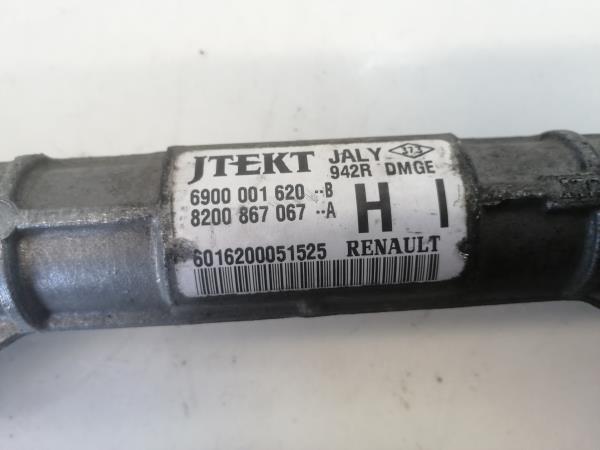 JTEKT JALY
942R DMGE
6900 001 620 --B
8200 867 067 --A
H I
6016200051525 RENAULT